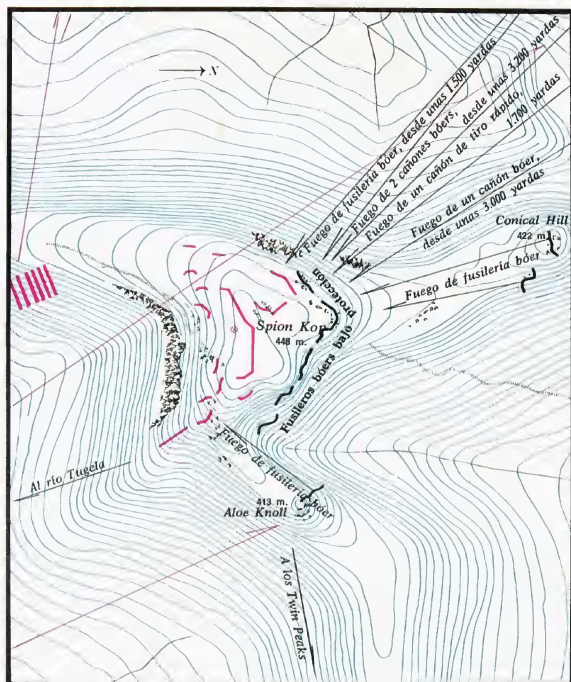 N
Fuego de fusilería bóer, desde unas 1.500 yardas
Fuego de 2 cañones bóers, desde unas 3.200 yardas
Fuego de un cañón de tiro rápido,
1.700 yardas
Fuego de un cañón bóer,
desde unas 3.000 yardas
Conical Hill
422 m.
Fuego de fusilería bóer
Spion Kop
448 m.
Fusileros bóers bajo protección
Fuego de fusilería bóer
Al río Tugela
413 m.
Aloe Knoll
A los Twin Peaks